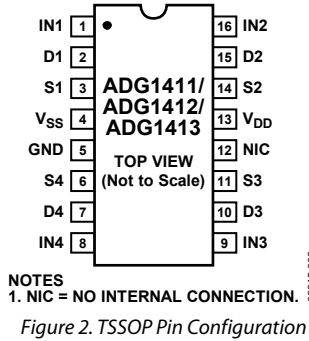 IN1 1 16 IN2
D1 2 15 D2
S1 3 ADG1411/ 14 S2
ADG1412/
VSS 4 ADG1413 13 VDD
GND 5 TOP VIEW 12 NIC
S4 6 (Not to Scale) 11 S3
D4 7 10 D3
IN4 8 9 IN3
NOTES
1. NIC = NO INTERNAL CONNECTION.
Figure 2. TSSOP Pin Configuration